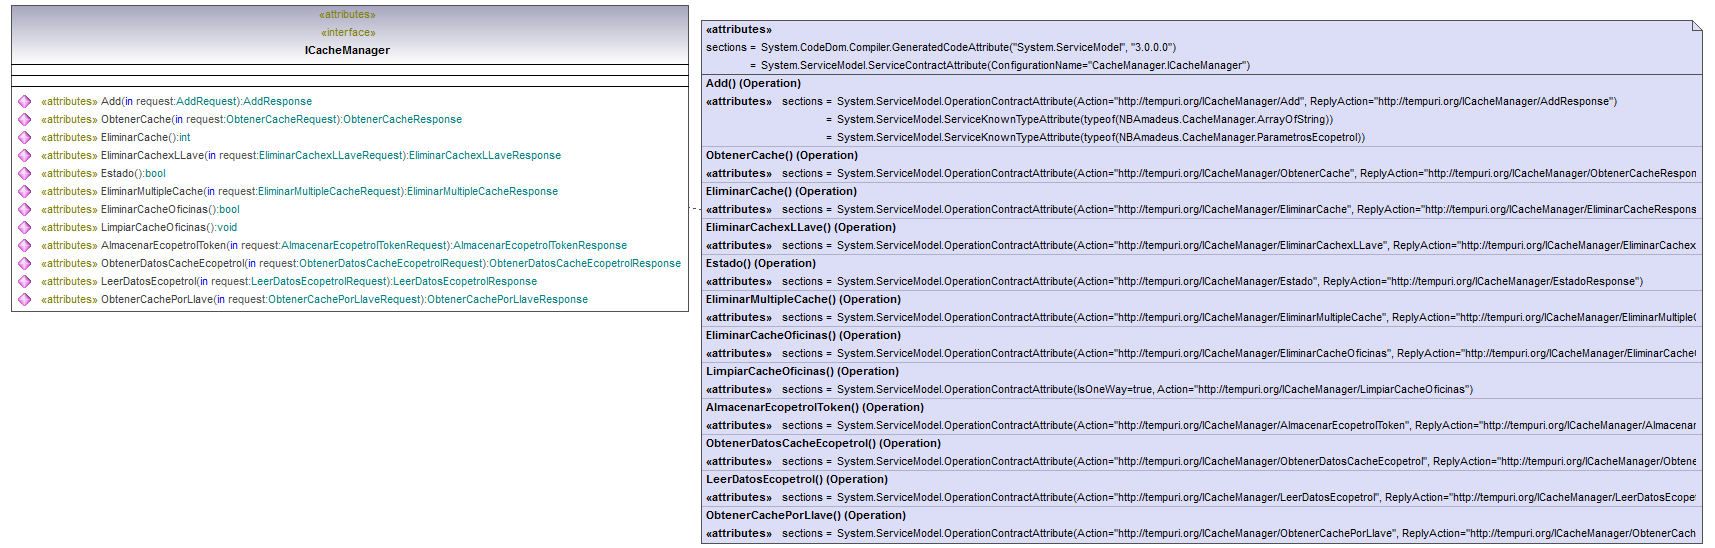 «attributes»
«interface»
ICacheManager
«attributes» Add(in request:AddRequest):AddResponse
«attributes» ObtenerCache(in request:ObtenerCacheRequest):ObtenerCacheResponse
«attributes» EliminarCache():int
«attributes» EliminarCachexLLave(in request:EliminarCachexLLaveRequest):EliminarCachexLLaveResponse
«attributes» Estado():bool
«attributes» EliminarMultipleCache(in request:EliminarMultipleCacheRequest):EliminarMultipleCacheResponse
«attributes» EliminarCacheOficinas():bool
«attributes» LimpiarCacheOficinas():void
«attributes» AlmacenarEcopetrolToken(in request:AlmacenarEcopetrolTokenRequest):AlmacenarEcopetrolTokenResponse
«attributes» ObtenerDatosCacheEcopetrol(in request:ObtenerDatosCacheEcopetrolRequest):ObtenerDatosCacheEcopetrolResponse
«attributes» LeerDatosEcopetrol(in request:LeerDatosEcopetrolRequest):LeerDatosEcopetrolResponse
«attributes» ObtenerCachePorLlave(in request:ObtenerCachePorLlaveRequest):ObtenerCachePorLlaveResponse
«attributes»
sections = System.CodeDom.Compiler.GeneratedCodeAttribute("System.ServiceModel", "3.0.0.0")
= System.ServiceModel.ServiceContractAttribute(ConfigurationName="CacheManager.ICacheManager")
Add() (Operation)
«attributes» sections = System.ServiceModel.OperationContractAttribute(Action="http://tempuri.org/ICacheManager/Add", ReplyAction="http://tempuri.org/ICacheManager/AddResponse")
= System.ServiceModel.ServiceKnownTypeAttribute(typeof(NBAmadeus.CacheManager.ArrayOfString))
= System.ServiceModel.ServiceKnownTypeAttribute(typeof(NBAmadeus.CacheManager.ParametrosEcopetrol))
ObtenerCache() (Operation)
«attributes» sections = System.ServiceModel.OperationContractAttribute(Action="http://tempuri.org/ICacheManager/ObtenerCache", ReplyAction="http://tempuri.org/ICacheManager/ObtenerCacheRespon
EliminarCache() (Operation)
«attributes» sections = System.ServiceModel.OperationContractAttribute(Action="http://tempuri.org/ICacheManager/EliminarCache", ReplyAction="http://tempuri.org/ICacheManager/EliminarCacheRespons
EliminarCachexLLave() (Operation)
«attributes» sections = System.ServiceModel.OperationContractAttribute(Action="http://tempuri.org/ICacheManager/EliminarCachexLLave", ReplyAction="http://tempuri.org/ICacheManager/EliminarCachex
Estado() (Operation)
«attributes» sections = System.ServiceModel.OperationContractAttribute(Action="http://tempuri.org/ICacheManager/Estado", ReplyAction="http://tempuri.org/ICacheManager/EstadoResponse")
EliminarMultipleCache() (Operation)
«attributes» sections = System.ServiceModel.OperationContractAttribute(Action="http://tempuri.org/ICacheManager/EliminarMultipleCache", ReplyAction="http://tempuri.org/ICacheManager/EliminarMultipleC
EliminarCacheOficinas() (Operation)
«attributes» sections = System.ServiceModel.OperationContractAttribute(Action="http://tempuri.org/ICacheManager/EliminarCacheOficinas", ReplyAction="http://tempuri.org/ICacheManager/EliminarCacheO
LimpiarCacheOficinas() (Operation)
«attributes» sections = System.ServiceModel.OperationContractAttribute(IsOneWay=true, Action="http://tempuri.org/ICacheManager/LimpiarCacheOficinas")
AlmacenarEcopetrolToken() (Operation)
«attributes» sections = System.ServiceModel.OperationContractAttribute(Action="http://tempuri.org/ICacheManager/AlmacenarEcopetrolToken", ReplyAction="http://tempuri.org/ICacheManager/Almacenar
ObtenerDatosCacheEcopetrol() (Operation)
«attributes» sections = System.ServiceModel.OperationContractAttribute(Action="http://tempuri.org/ICacheManager/ObtenerDatosCacheEcopetrol", ReplyAction="http://tempuri.org/ICacheManager/Obtene
LeerDatosEcopetrol() (Operation)
«attributes» sections = System.ServiceModel.OperationContractAttribute(Action="http://tempuri.org/ICacheManager/LeerDatosEcopetrol", ReplyAction="http://tempuri.org/ICacheManager/LeerDatosEcopet
ObtenerCachePorLlave() (Operation)
«attributes» sections = System.ServiceModel.OperationContractAttribute(Action="http://tempuri.org/ICacheManager/ObtenerCachePorLlave", ReplyAction="http://tempuri.org/ICacheManager/ObtenerCach